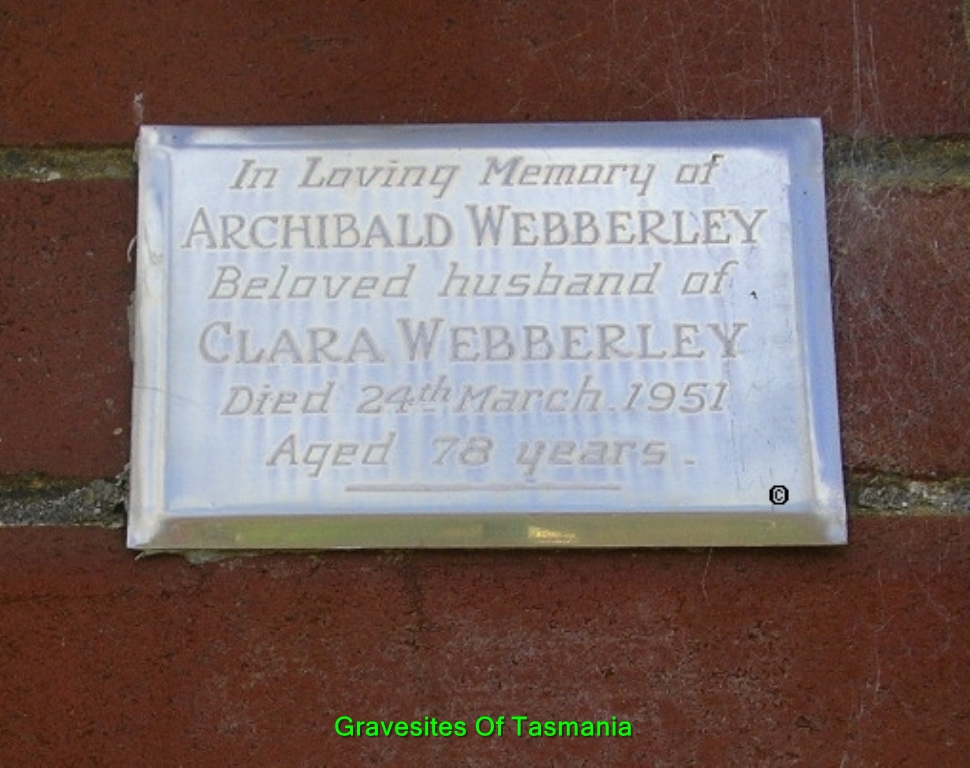 In Loving Memory of
ARCHIBALD WEBBERLEY
Beloved husband of
CLARA WEBBERLEY
Died 24th March. 1951
Aged 78 years.
©
Gravesites Of Tasmania